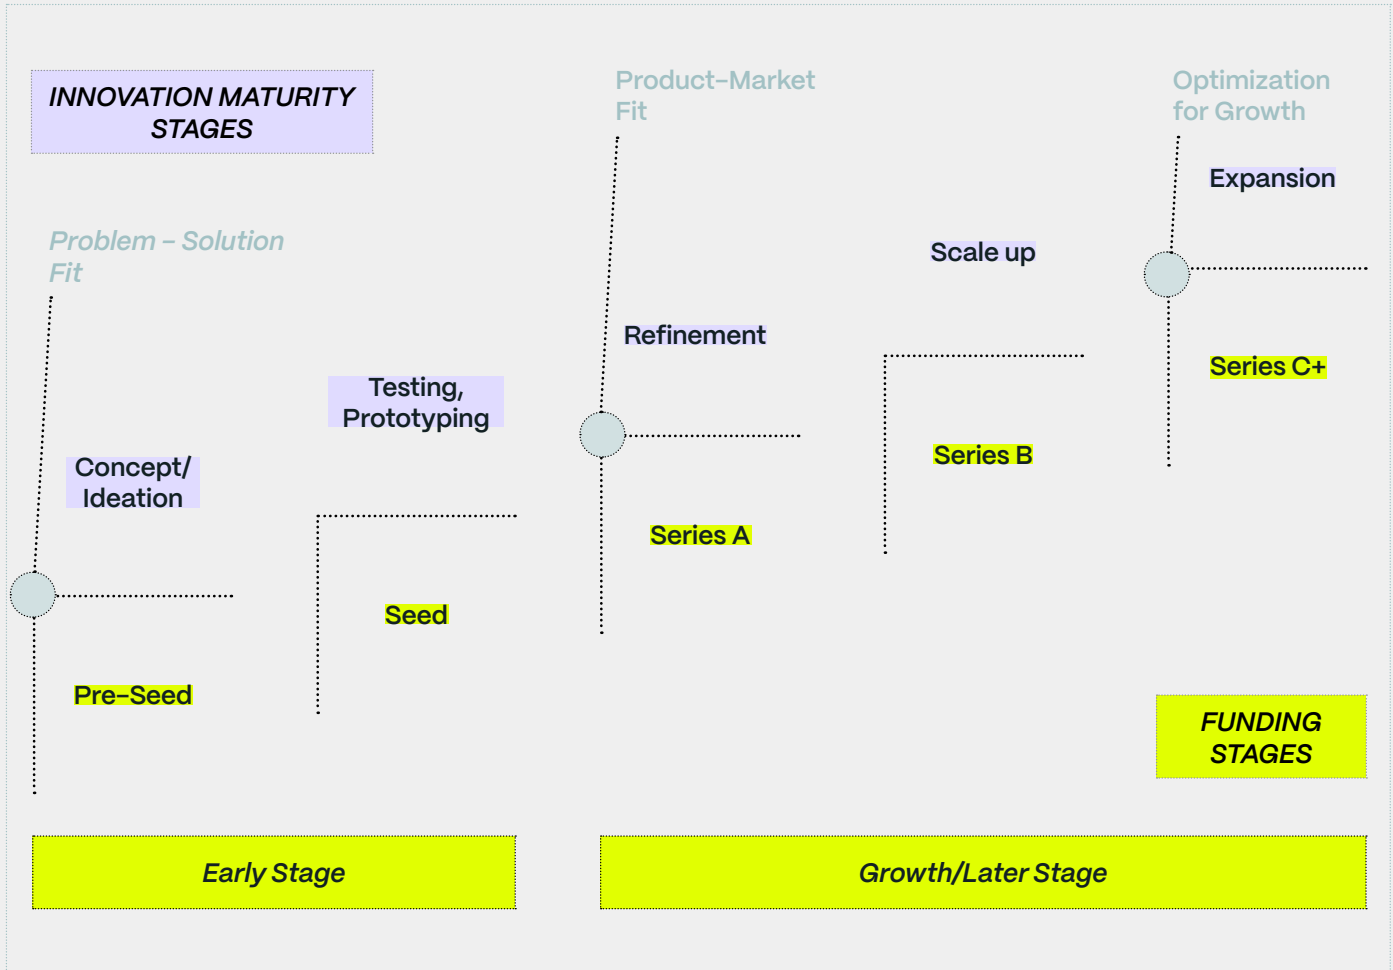 INNOVATION MATURITY
STAGES
Problem – Solution
Fit
Product–Market
Fit
Optimization
for Growth
Concept/
Ideation
Testing,
Prototyping
Refinement
Scale up
Expansion
Pre–Seed
Seed
Series A
Series B
Series C+
FUNDING
STAGES
Early Stage
Growth/Later Stage